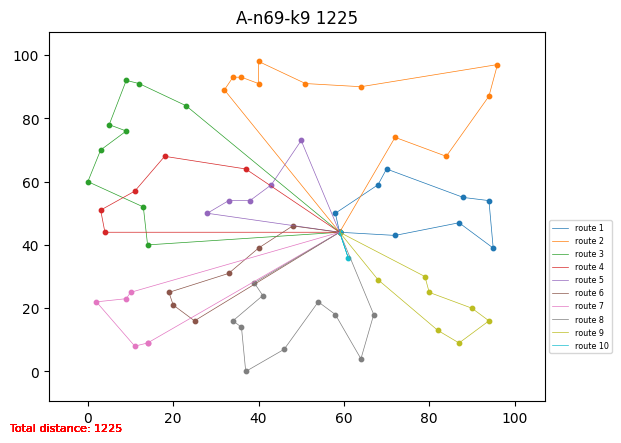 A-n69-k9 1225
100
80
60
40
20
0
0 20 40 60 80 100
route 1
route 2
route 3
route 4
route 5
route 6
route 7
route 8
route 9
route 10
Total distance: 1225